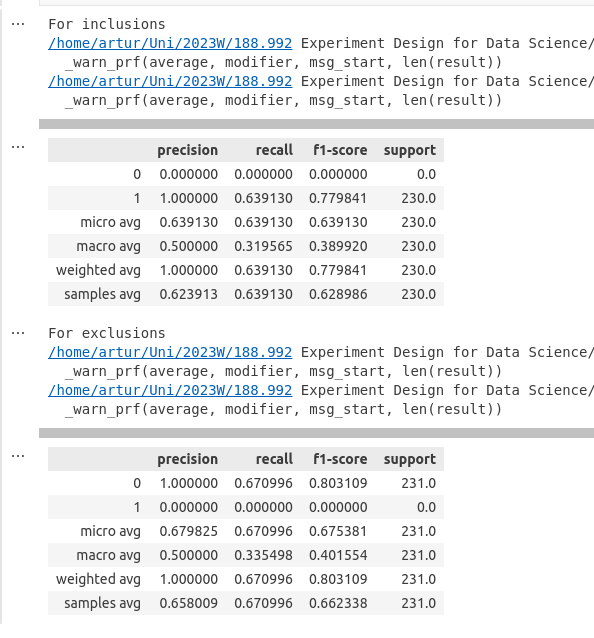 For inclusions
/home/artur/Uni/2023W/188.992 Experiment Design for Data Science/
_warn_prf(average, modifier, msg_start, len(result))
/home/artur/Uni/2023W/188.992 Experiment Design for Data Science/
_warn_prf(average, modifier, msg_start, len(result))
precision recall f1-score support
0 0.000000 0.000000 0.000000 0.0
1 1.000000 0.639130 0.779841 230.0
micro avg 0.639130 0.639130 0.639130 230.0
macro avg 0.500000 0.319565 0.389920 230.0
weighted avg 1.000000 0.639130 0.779841 230.0
samples avg 0.623913 0.639130 0.628986 230.0
For exclusions
/home/artur/Uni/2023W/188.992 Experiment Design for Data Science/
_warn_prf(average, modifier, msg_start, len(result))
/home/artur/Uni/2023W/188.992 Experiment Design for Data Science/
_warn_prf(average, modifier, msg_start, len(result))
precision recall f1-score support
0 1.000000 0.670996 0.803109 231.0
1 0.000000 0.000000 0.000000 0.0
micro avg 0.679825 0.670996 0.675381 231.0
macro avg 0.500000 0.335498 0.401554 231.0
weighted avg 1.000000 0.670996 0.803109 231.0
samples avg 0.658009 0.670996 0.662338 231.0